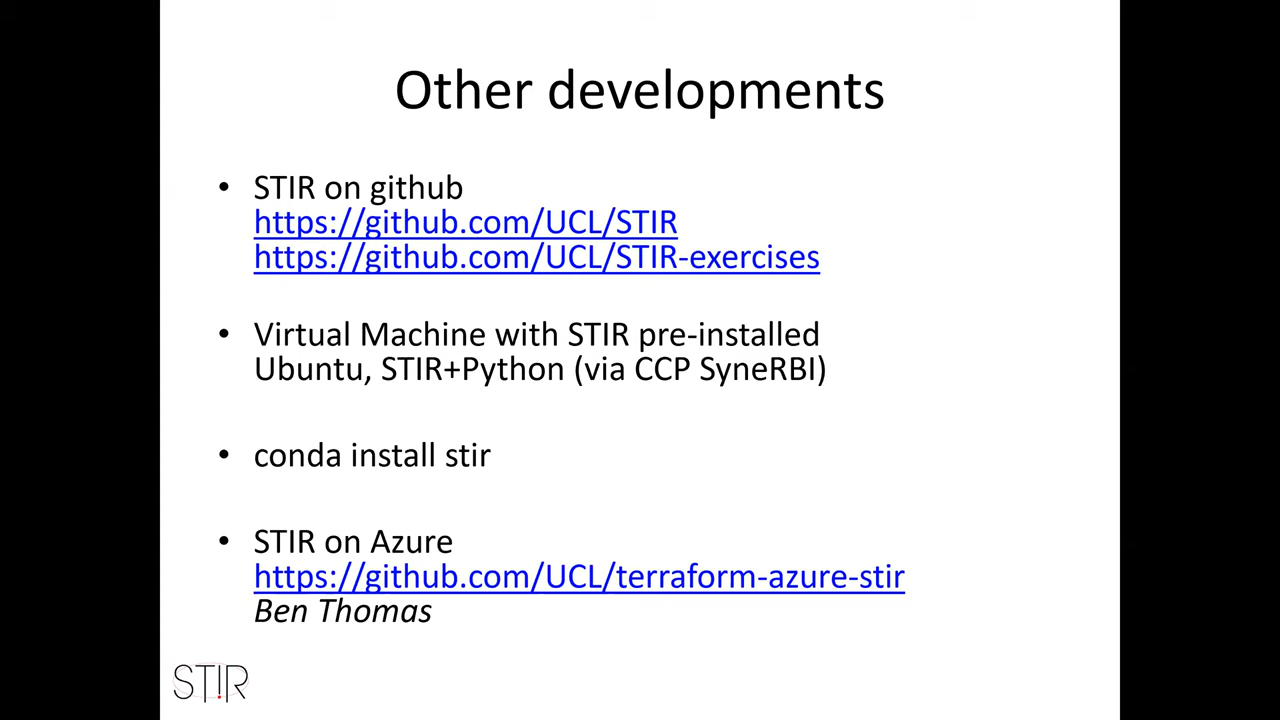 Other developments
• STIR on github
https://github.com/UCL/STIR
https://github.com/UCL/STIR-exercises
• Virtual Machine with STIR pre-installed
Ubuntu, STIR+Python (via CCP SyneRBI)
• conda install stir
• STIR on Azure
https://github.com/UCL/terraform-azure-stir
Ben Thomas
STIR